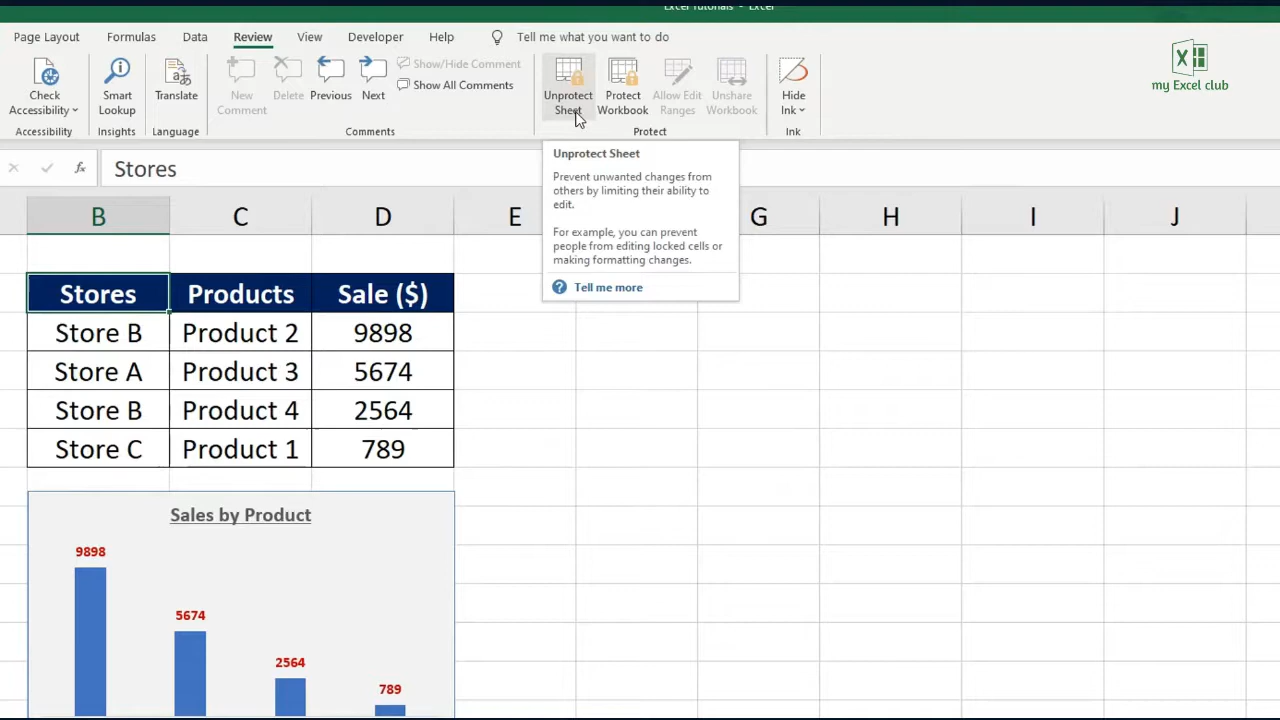 Excel Tutorials - Excel
Page Layout Formulas Data Review View Developer Help Tell me what you want to do
Check Accessibility
Smart Lookup
Translate
New Comment
Delete
Previous
Next
Show/Hide Comment
Show All Comments
Unprotect Sheet
Protect Workbook
Allow Edit Ranges
Unshare Workbook
Hide Ink
my Excel club
Accessibility Insights Language Comments Protect Ink
fx Stores
Unprotect Sheet
Prevent unwanted changes from
others by limiting their ability to
edit.
For example, you can prevent
people from editing locked cells or
making formatting changes.
? Tell me more
B C D E G H I J
Stores Products Sale ($)
Store B Product 2 9898
Store A Product 3 5674
Store B Product 4 2564
Store C Product 1 789
Sales by Product
9898
5674
2564
789